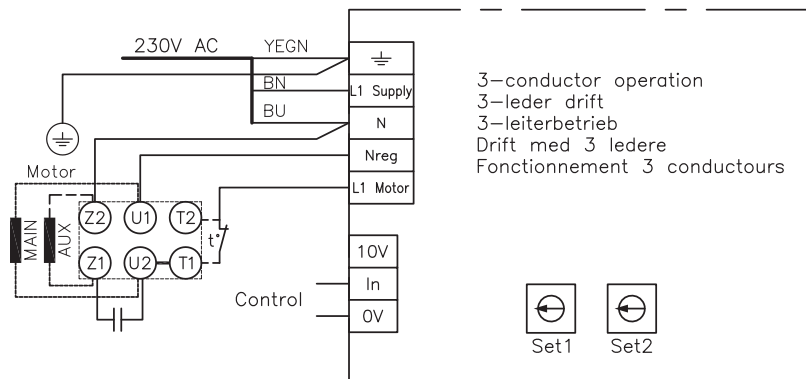 230V AC
YEGN
BN
L1 Supply
BU
N
Nreg
L1 Motor
3-conductor operation
3-leder drift
3-leiterbetrieb
Drift med 3 ledere
Fonctionnement 3 conductours
Motor
MAIN
AUX
Z2
U1
T2
t°
Z1
U2
T1
10V
In
0V
Control
Set1
Set2